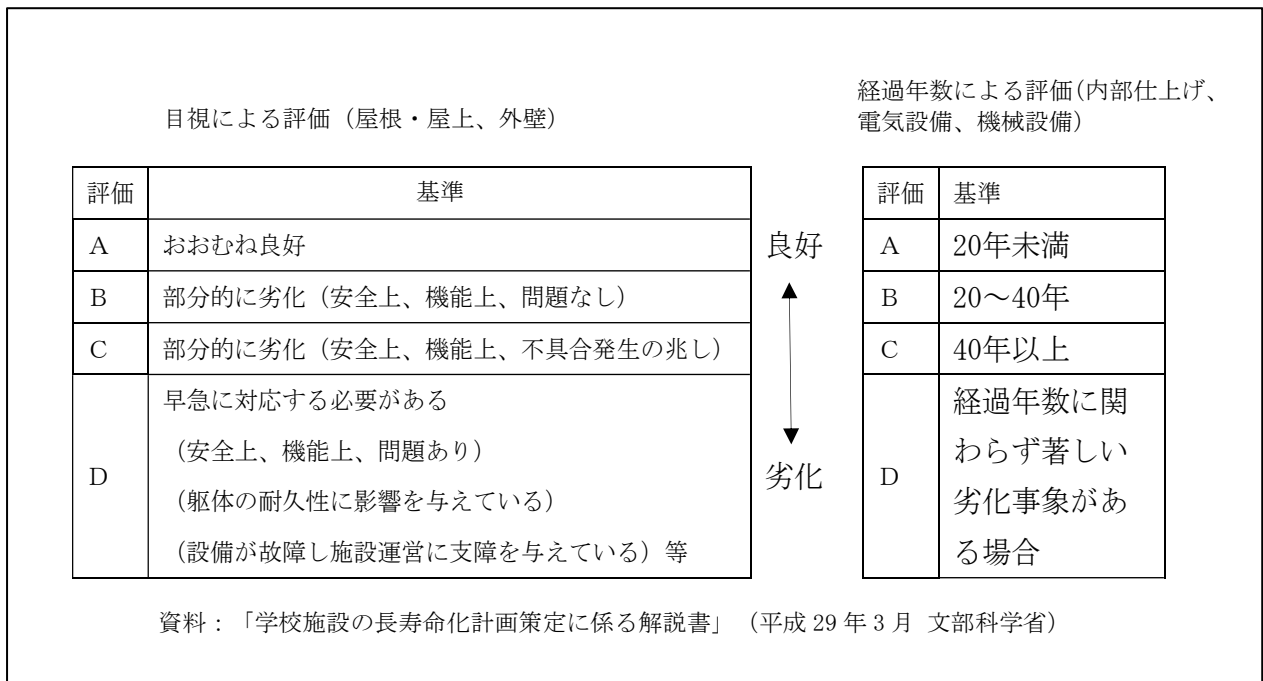 目視による評価（屋根・屋上、外壁）
評価 基準
A おおむね良好
B 部分的に劣化（安全上、機能上、問題なし）
C 部分的に劣化（安全上、機能上、不具合発生の兆し）
D 早急に対応する必要がある
（安全上、機能上、問題あり）
（躯体の耐久性に影響を与えている）
（設備が故障し施設運営に支障を与えている）等
良好
劣化
経過年数による評価（内部仕上げ、
電気設備、機械設備）
評価 基準
A 20年未満
B 20～40年
C 40年以上
D 経過年数に関
わらず著しい
劣化事象があ
る場合
資料：「学校施設の長寿命化計画策定に係る解説書」（平成 29 年 3 月 文部科学省）